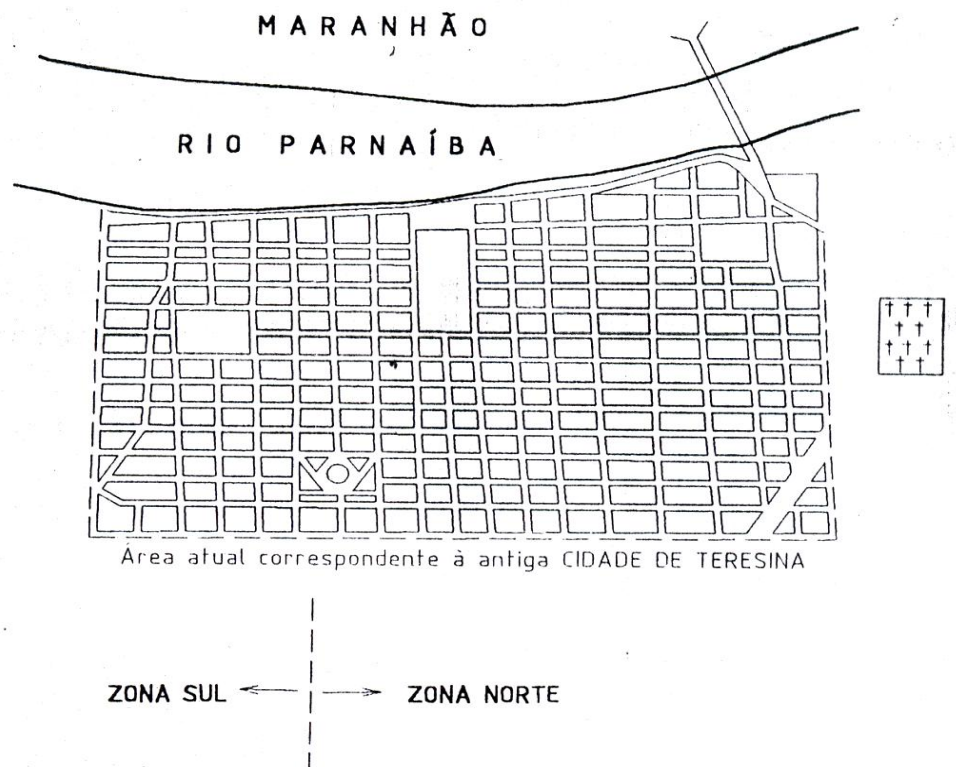 MARANHÃO
RIO PARNAÍBA
Área atual correspondente à antiga CIDADE DE TERESINA
ZONA SUL
ZONA NORTE